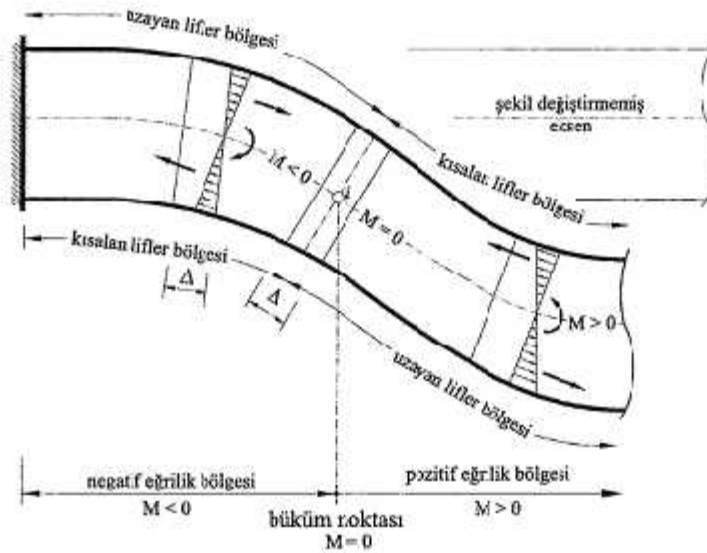 uzayan lifler bölgesi
şekil değiştirmemiş
eksen
kısalan lifler bölgesi
M < 0
M = 0
kısalan lifler bölgesi
Δ
Δ
M > 0
uzayan lifler bölgesi
negatif eğrilik bölgesi
M < 0
pozitif eğrilik bölgesi
M > 0
büküm noktası
M = 0